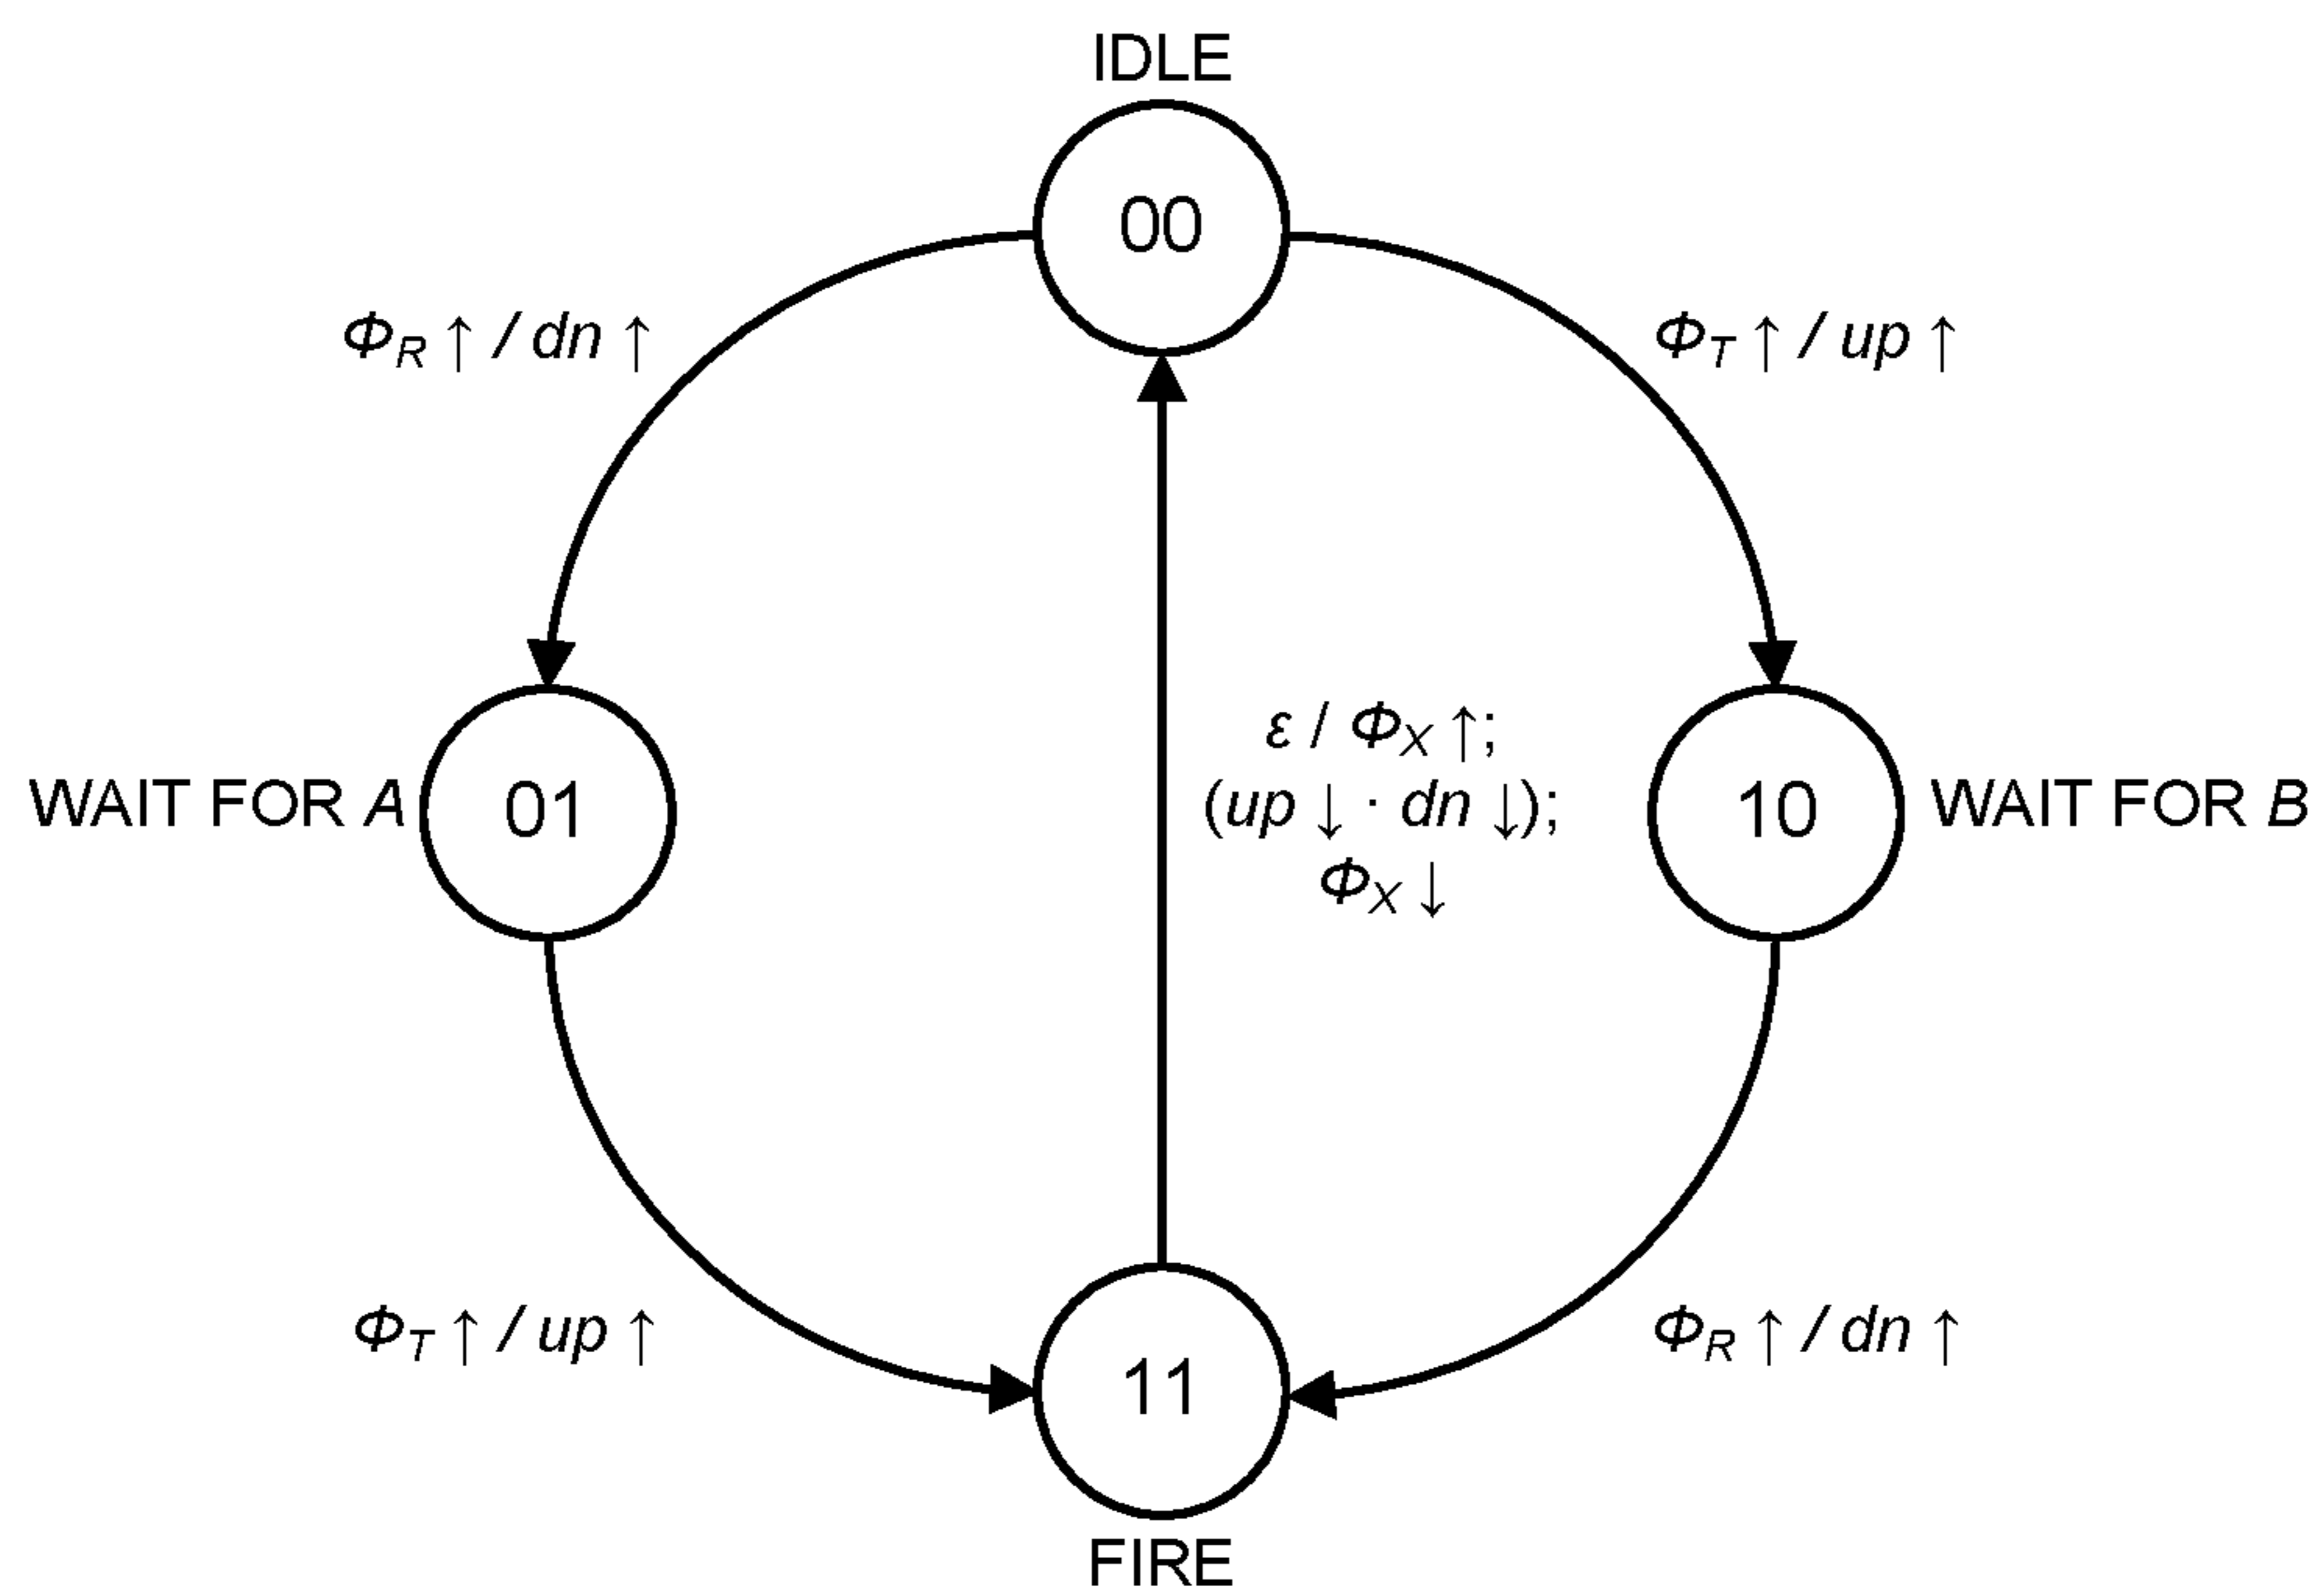 IDLE
00
Φ_R ↑ / dn ↑
Φ_T ↑ / up ↑
ε / Φ_X ↑;
(up ↓ · dn ↓);
Φ_X ↓
WAIT FOR A
01
10
WAIT FOR B
Φ_T ↑ / up ↑
Φ_R ↑ / dn ↑
11
FIRE